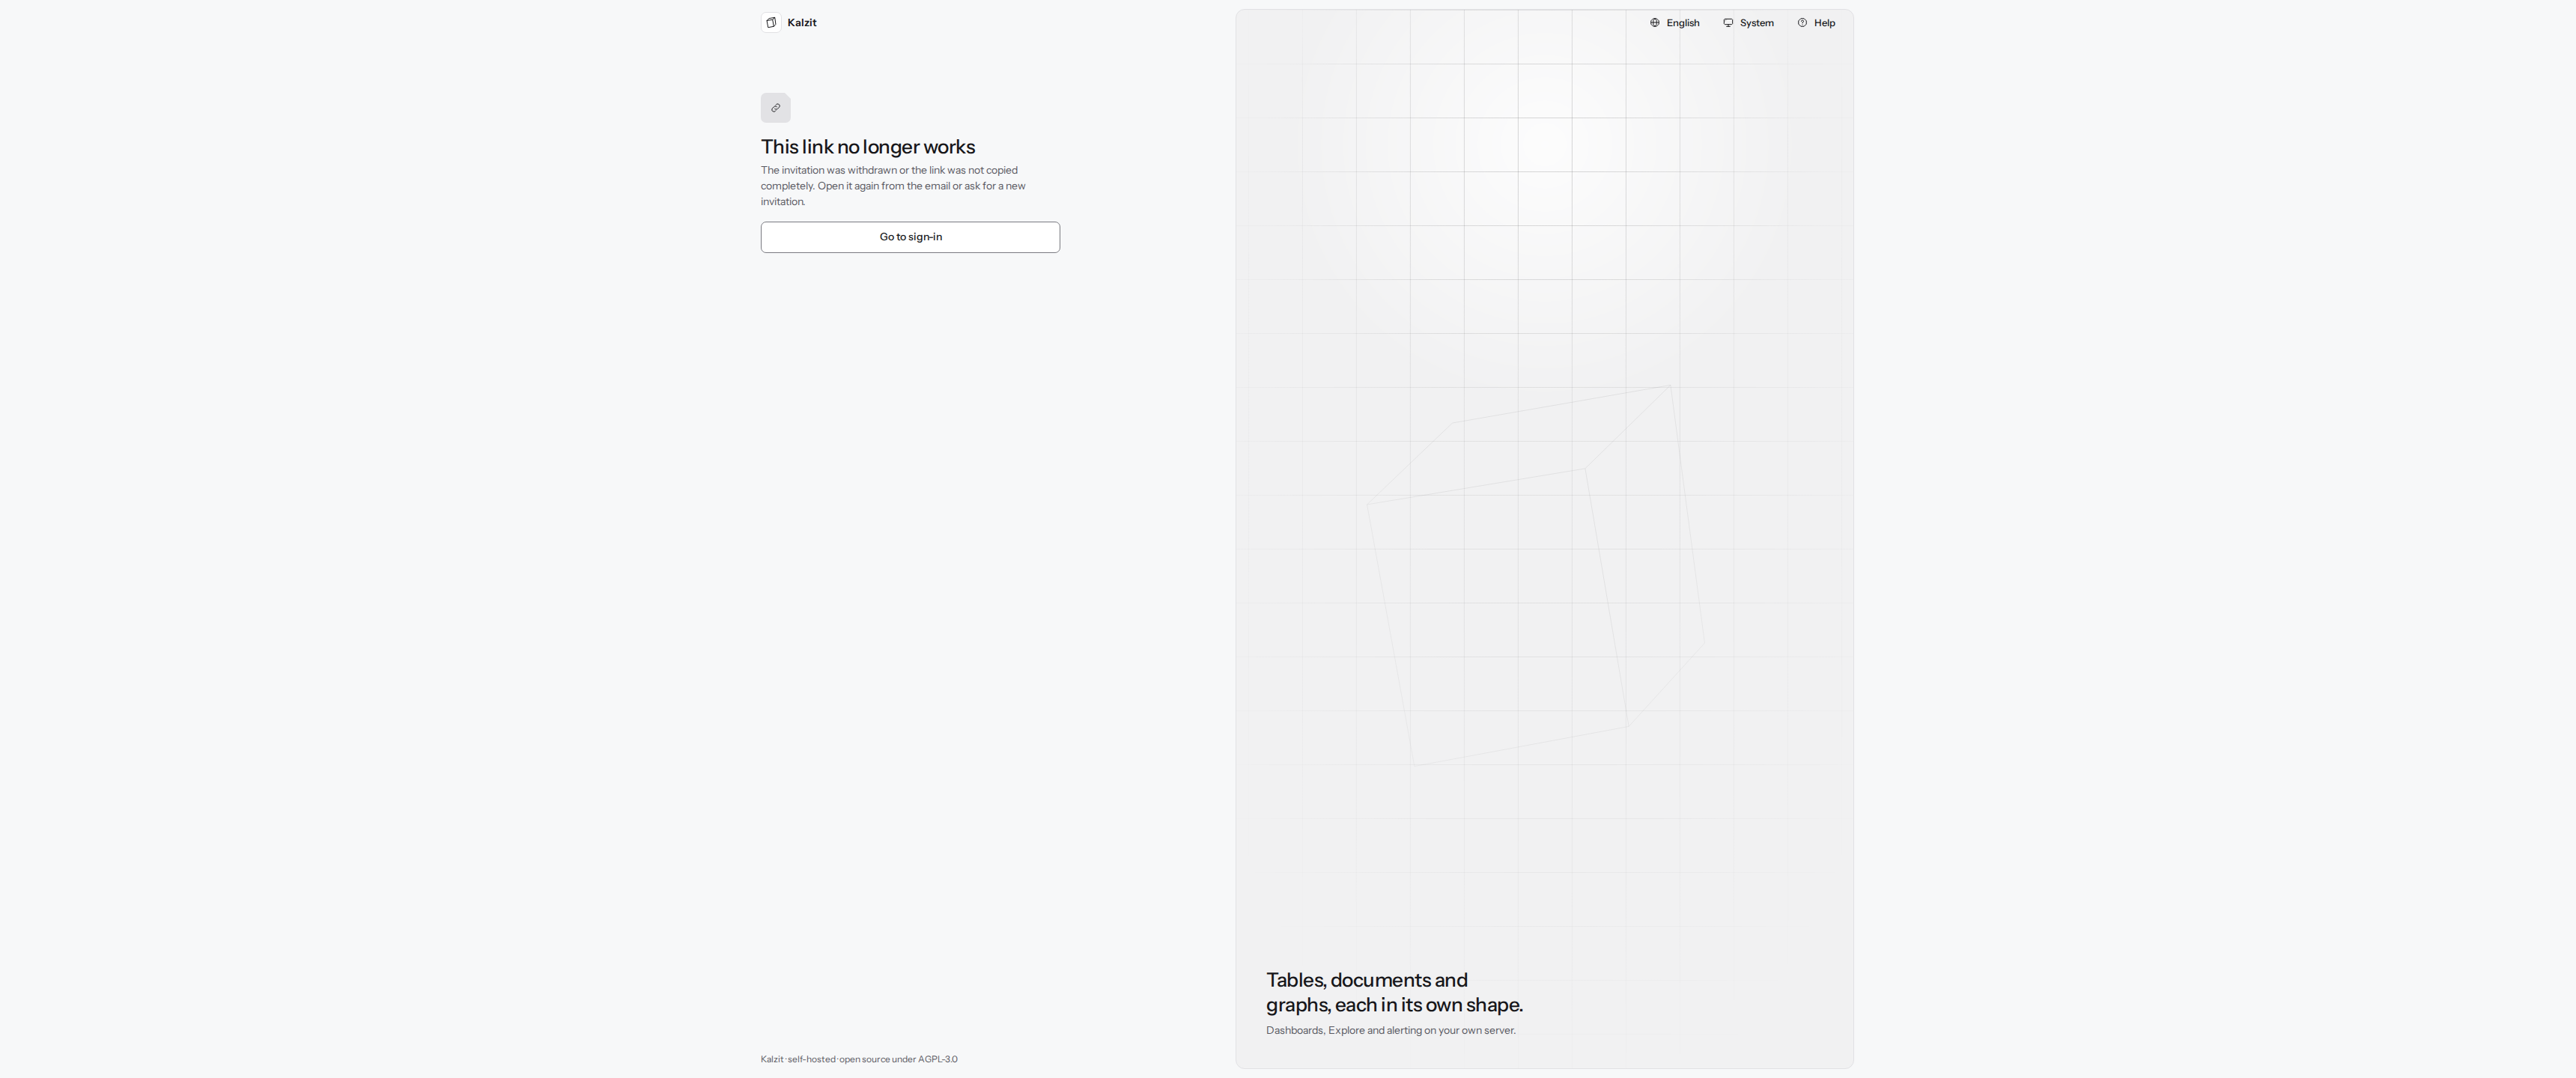 Kalzit
English
System
Help
This link no longer works
The invitation was withdrawn or the link was not copied
completely. Open it again from the email or ask for a new
invitation.
Go to sign-in
Tables, documents and
graphs, each in its own shape.
Dashboards, Explore and alerting on your own server.
Kalzit · self-hosted · open source under AGPL-3.0